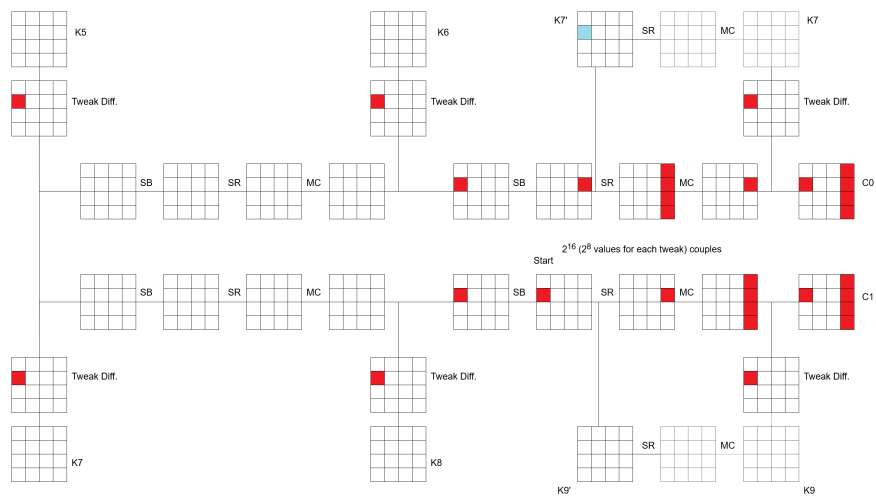 K5
K6
K7'
SR
MC
K7
Tweak Diff.
Tweak Diff.
Tweak Diff.
SB
SR
MC
SB
SR
MC
C0
2^16 (2^8 values for each tweak) couples
Start
SB
SR
MC
SB
SR
MC
C1
Tweak Diff.
Tweak Diff.
Tweak Diff.
K7
K8
SR
MC
K9'
K9